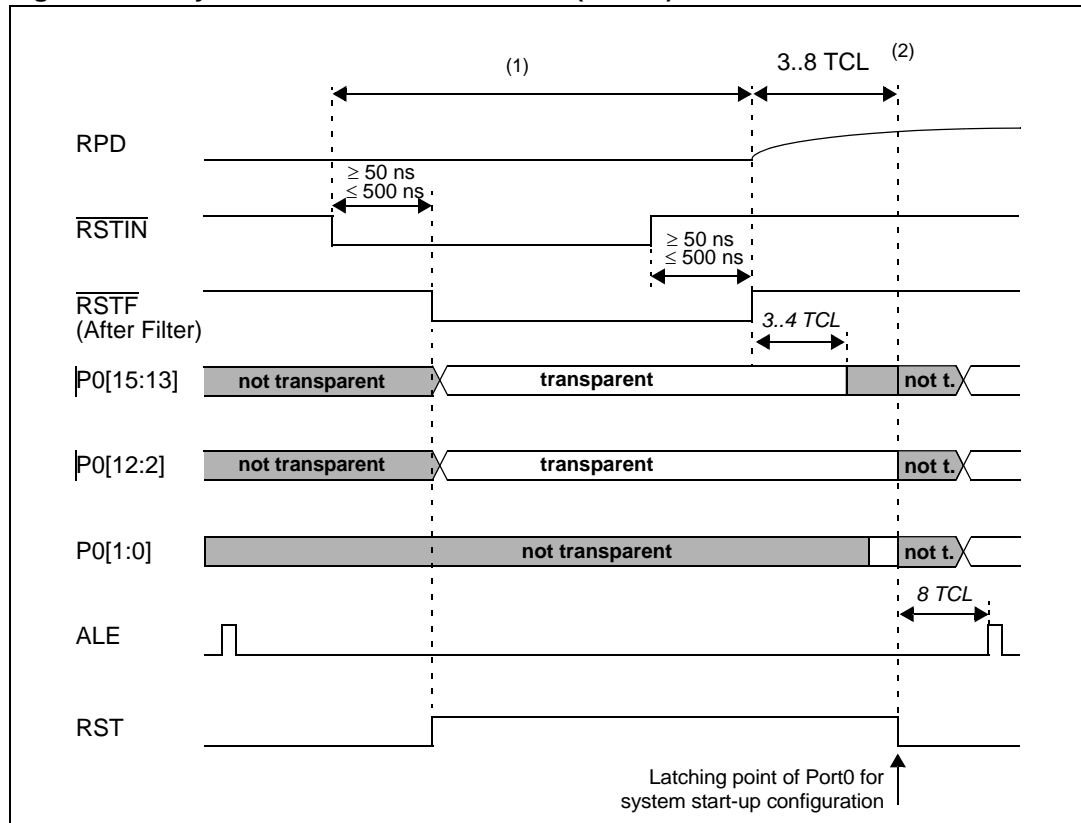 (1)
3..8 TCL (2)
RPD
≥ 50 ns
≤ 500 ns
RSTIN
≥ 50 ns
≤ 500 ns
RSTF
(After Filter)
3..4 TCL
P0[15:13]
not transparent
transparent
not t.
P0[12:2]
not transparent
transparent
not t.
P0[1:0]
not transparent
not t.
8 TCL
ALE
RST
Latching point of Port0 for
system start-up configuration